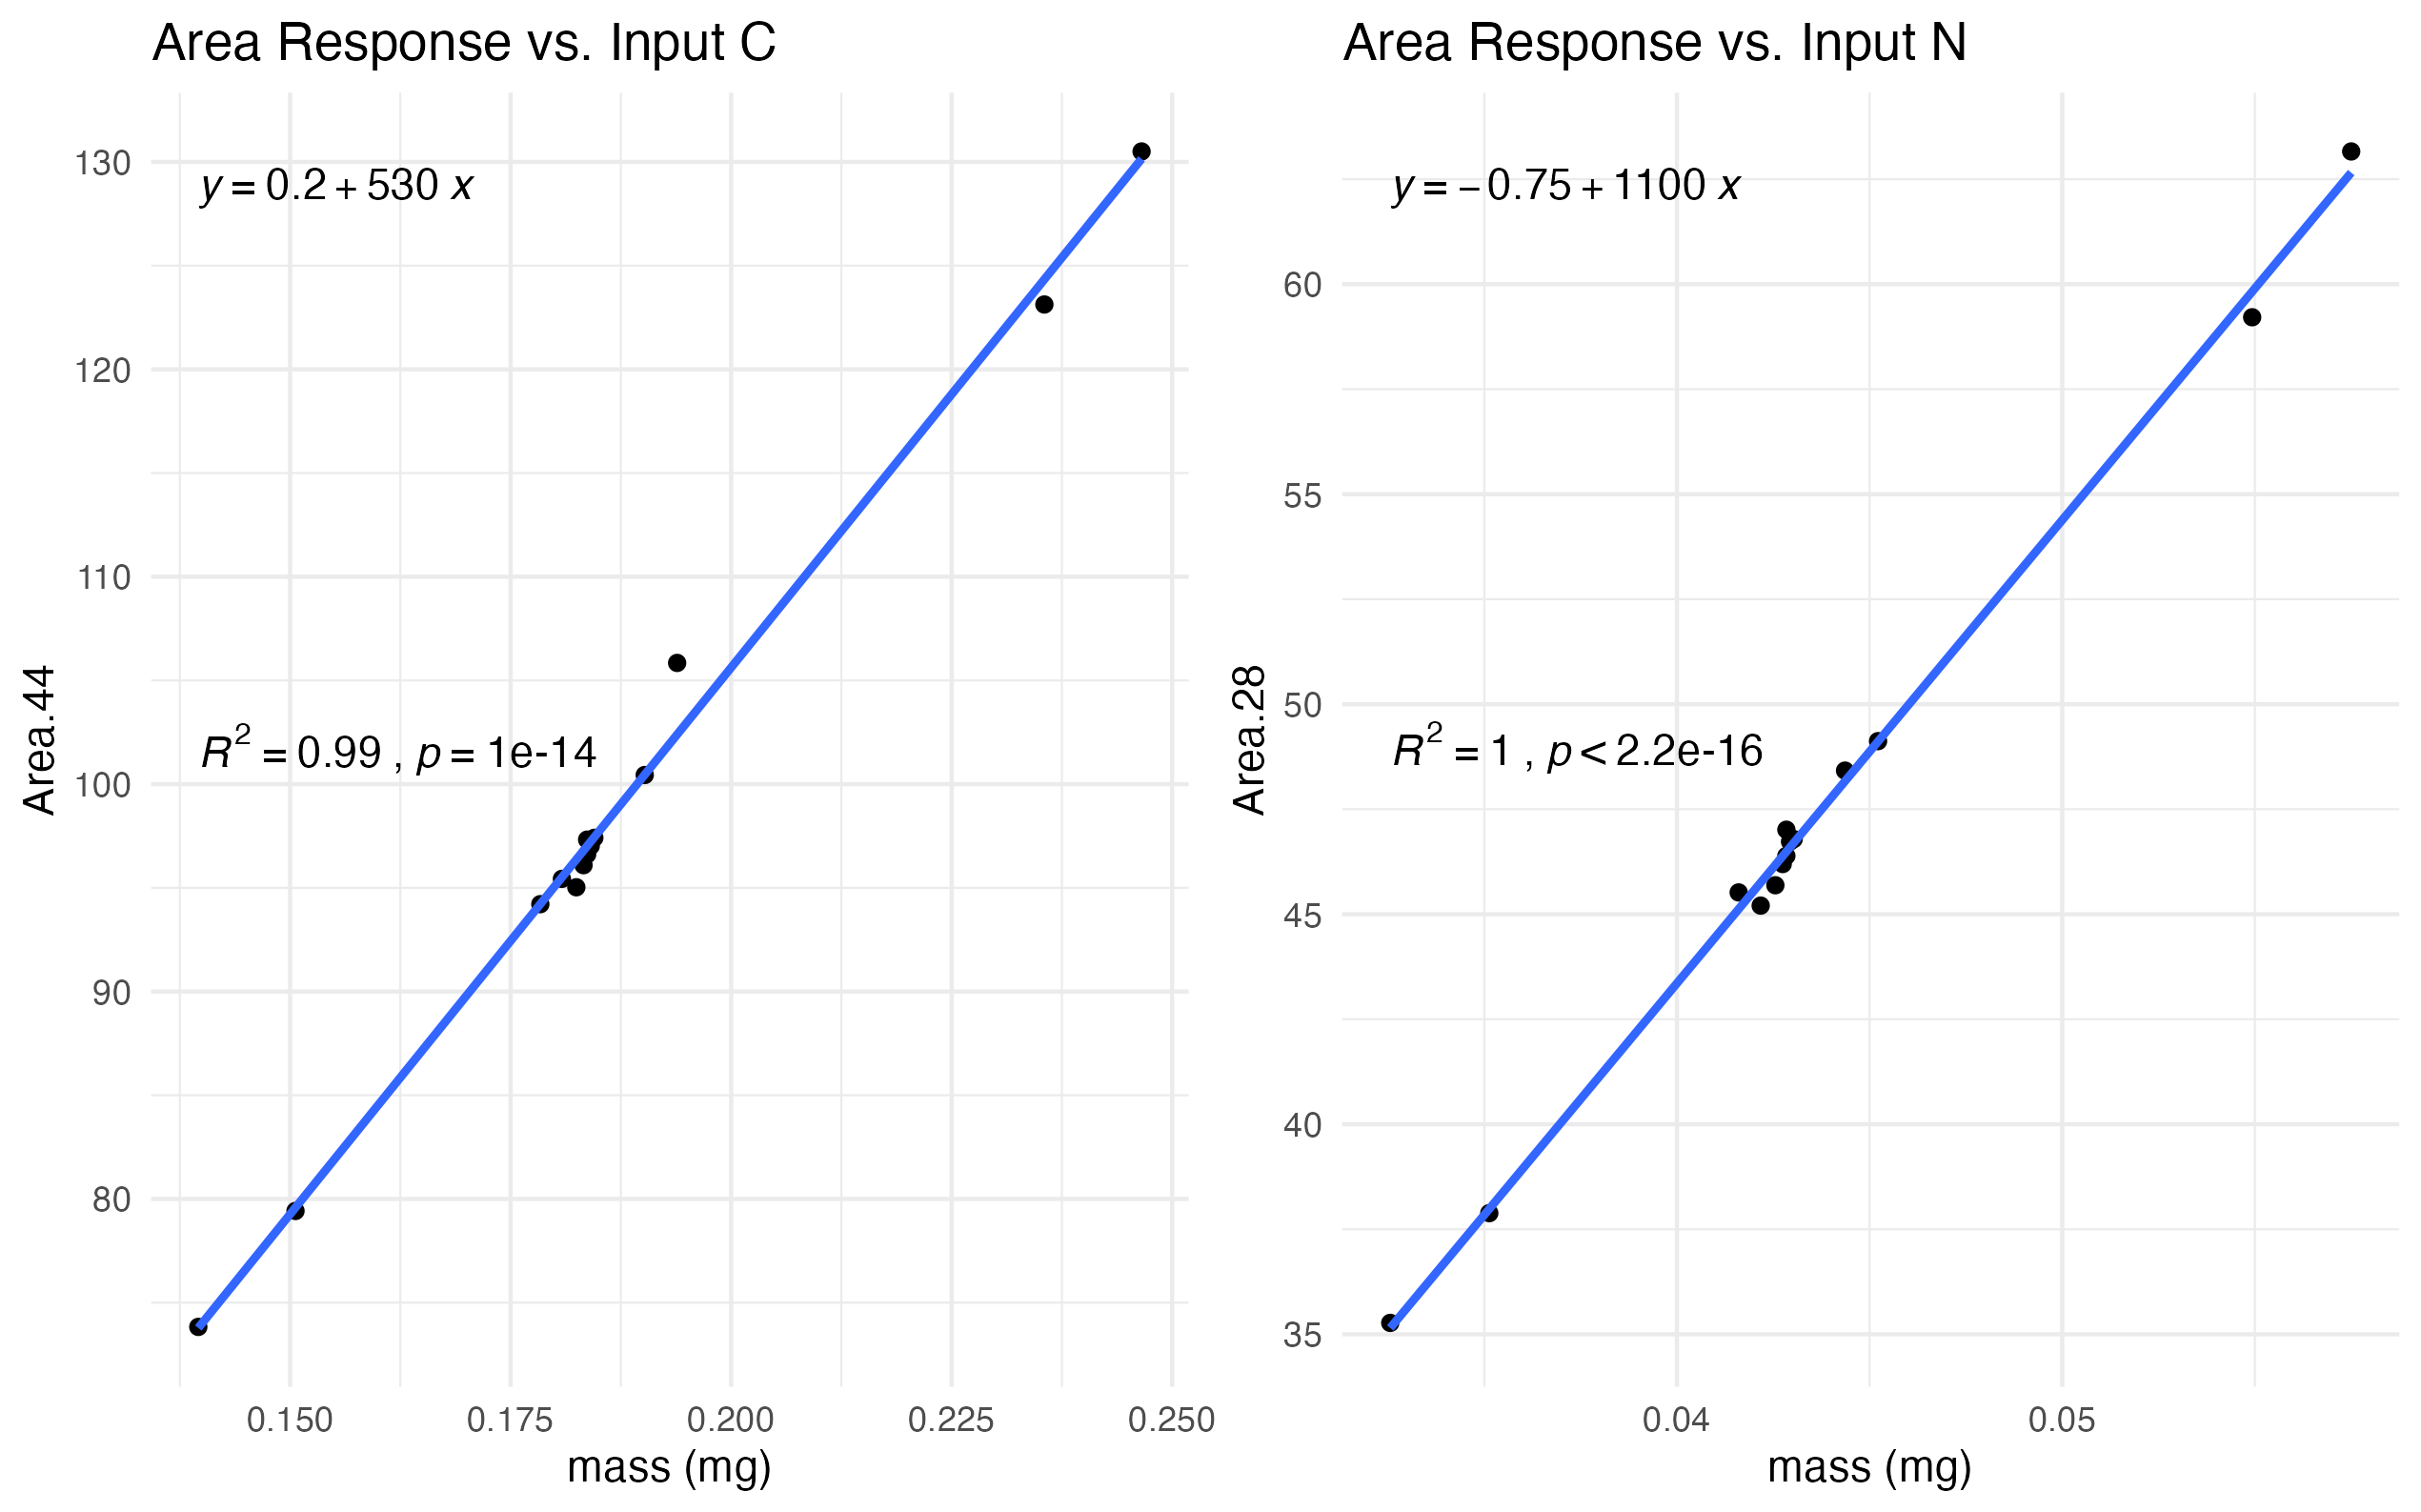 Area Response vs. Input C
y = 0.2 + 530 x
R² = 0.99 , p = 1e-14
Area.44
130
120
110
100
90
80
0.150 0.175 0.200 0.225 0.250
mass (mg)
Area Response vs. Input N
y = − 0.75 + 1100 x
R² = 1 , p < 2.2e-16
Area.28
60
55
50
45
40
35
0.04 0.05
mass (mg)